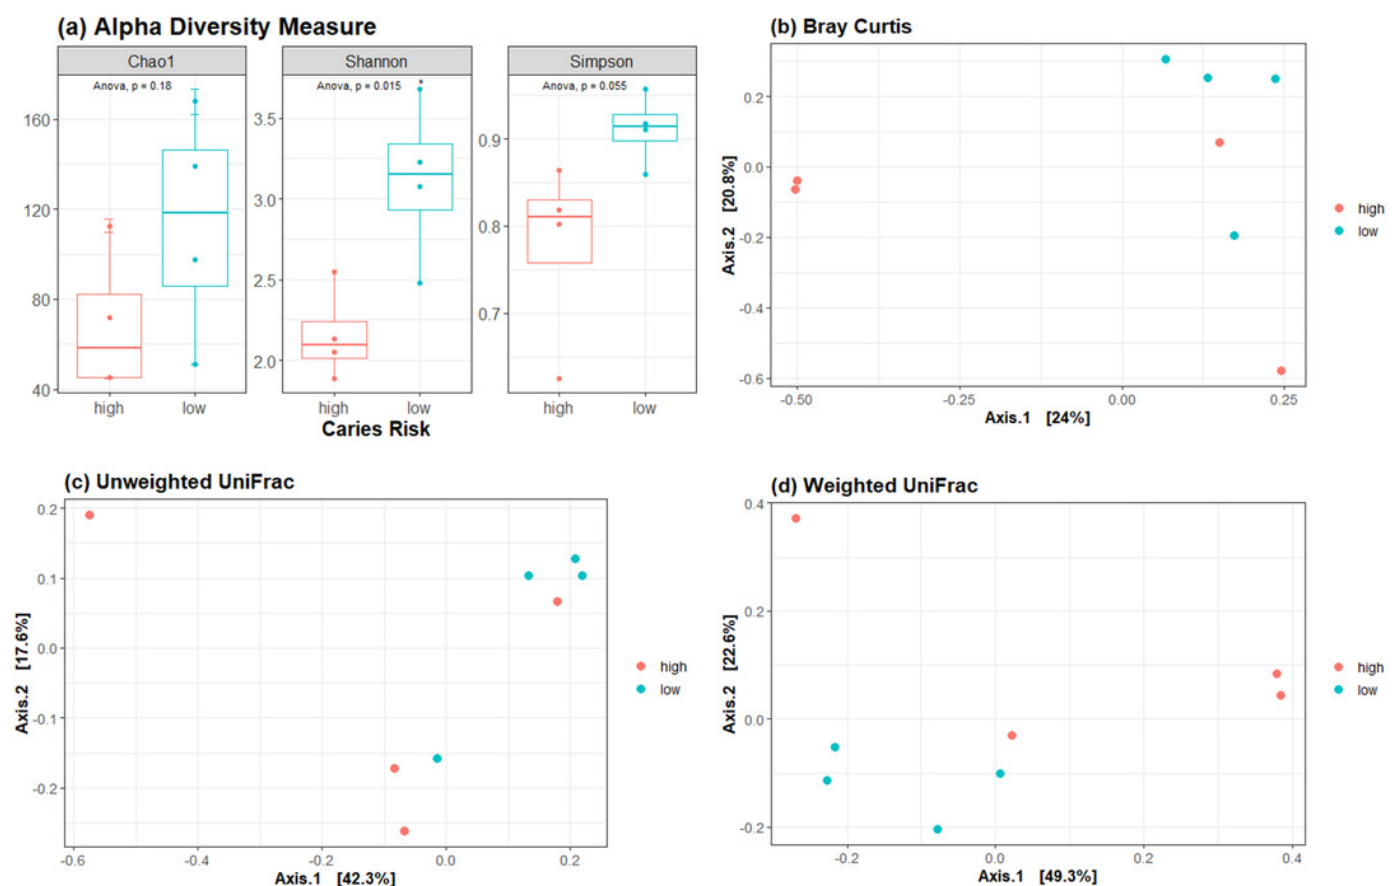 (a) Alpha Diversity Measure
Chao1
Shannon
Simpson
Anova, p = 0.18
Anova, p = 0.015
*
Anova, p = 0.055
160
120
80
40
3.5
3.0
2.5
2.0
0.9
0.8
0.7
high
low
high
low
high
low
Caries Risk
(b) Bray Curtis
Axis.2 [20.8%]
0.2
0.0
-0.2
-0.4
-0.6
-0.50
-0.25
0.00
0.25
Axis.1 [24%]
high
low
(c) Unweighted UniFrac
Axis.2 [17.6%]
0.2
0.1
0.0
-0.1
-0.2
-0.6
-0.4
-0.2
0.0
0.2
Axis.1 [42.3%]
high
low
(d) Weighted UniFrac
Axis.2 [22.6%]
0.4
0.2
0.0
-0.2
-0.2
0.0
0.2
0.4
Axis.1 [49.3%]
high
low